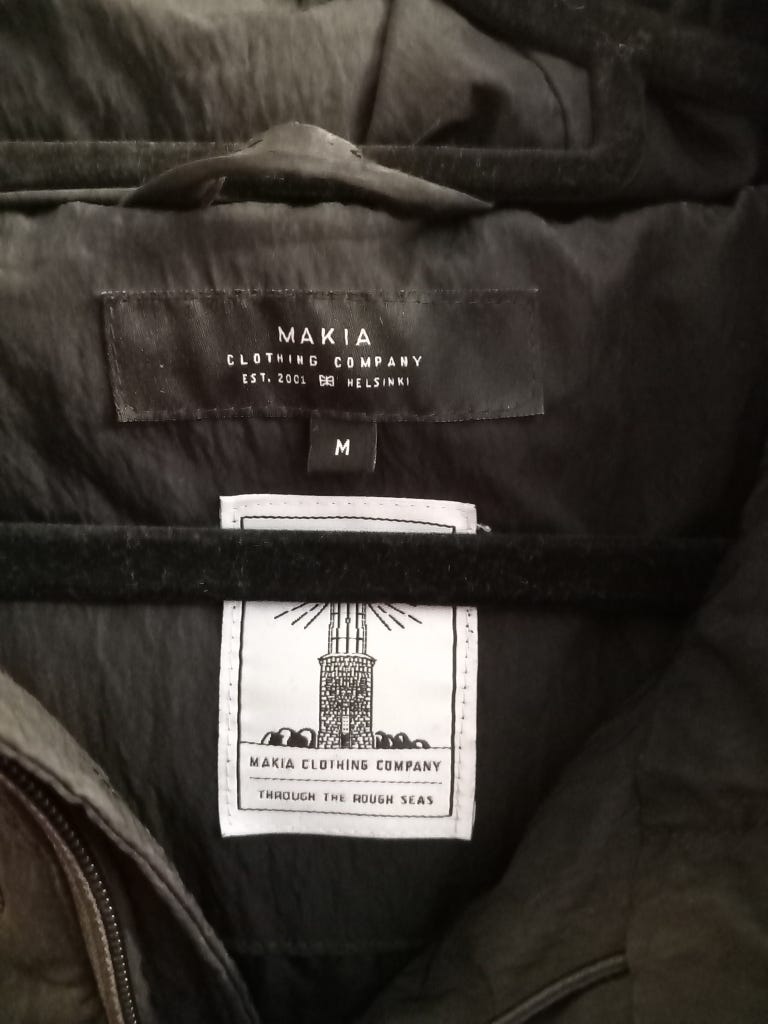 MAKIA
CLOTHING COMPANY
EST. 2001 HELSINKI
M
MAKIA CLOTHING COMPANY
THROUGH THE ROUGH SEAS